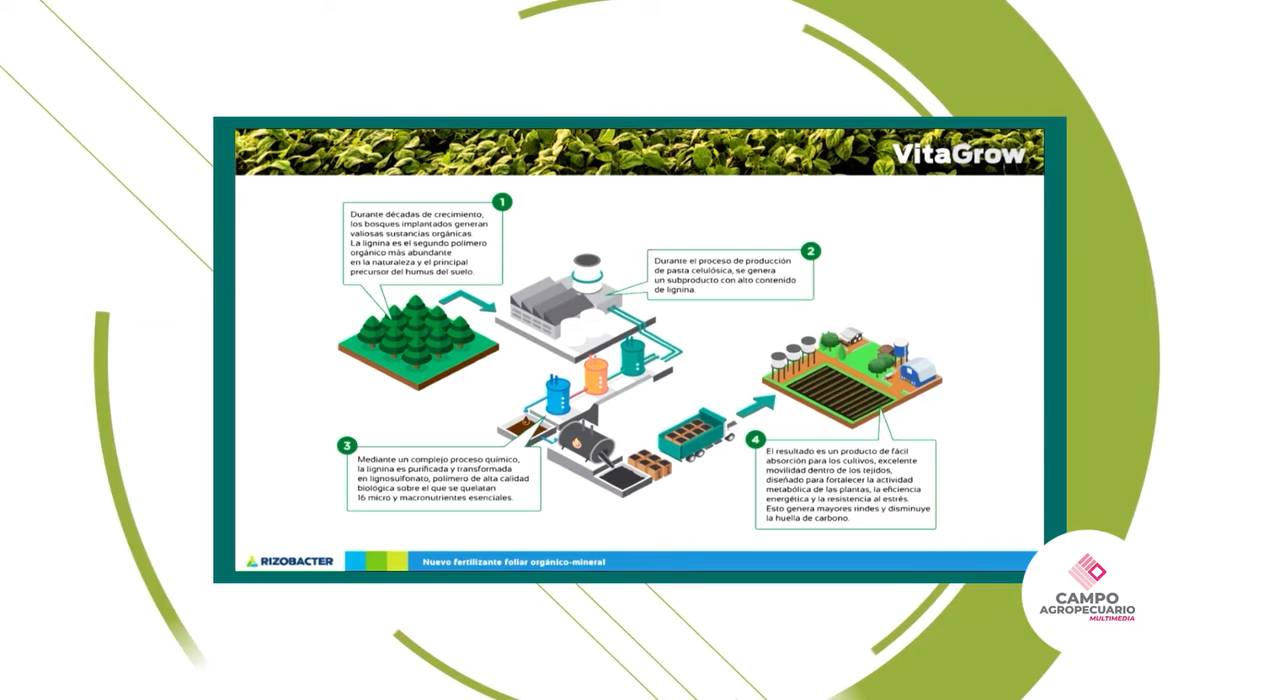 VitaGrow
1
Durante décadas de crecimiento,
los bosques implantados generan
valiosas sustancias orgánicas.
La lignina es el segundo polímero
orgánico más abundante
en la naturaleza y el principal
precursor del humus del suelo.
2
Durante el proceso de producción
de pasta celulósica, se genera
un subproducto con alto contenido
de lignina.
3
Mediante un complejo proceso químico,
la lignina es purificada y transformada
en lignosulfonato, polímero de alta calidad
biológica sobre el que se quelatan
16 micro y macronutrientes esenciales.
4
El resultado es un producto de fácil
absorción para los cultivos, excelente
movilidad dentro de los tejidos,
diseñado para fortalecer la actividad
metabólica de las plantas, la eficiencia
energética y la resistencia al estrés.
Esto genera mayores rindes y disminuye
la huella de carbono.
RIZOBACTER
Nuevo fertilizante foliar orgánico-mineral
CAMPO
AGROPECUARIO
MULTIMEDIA